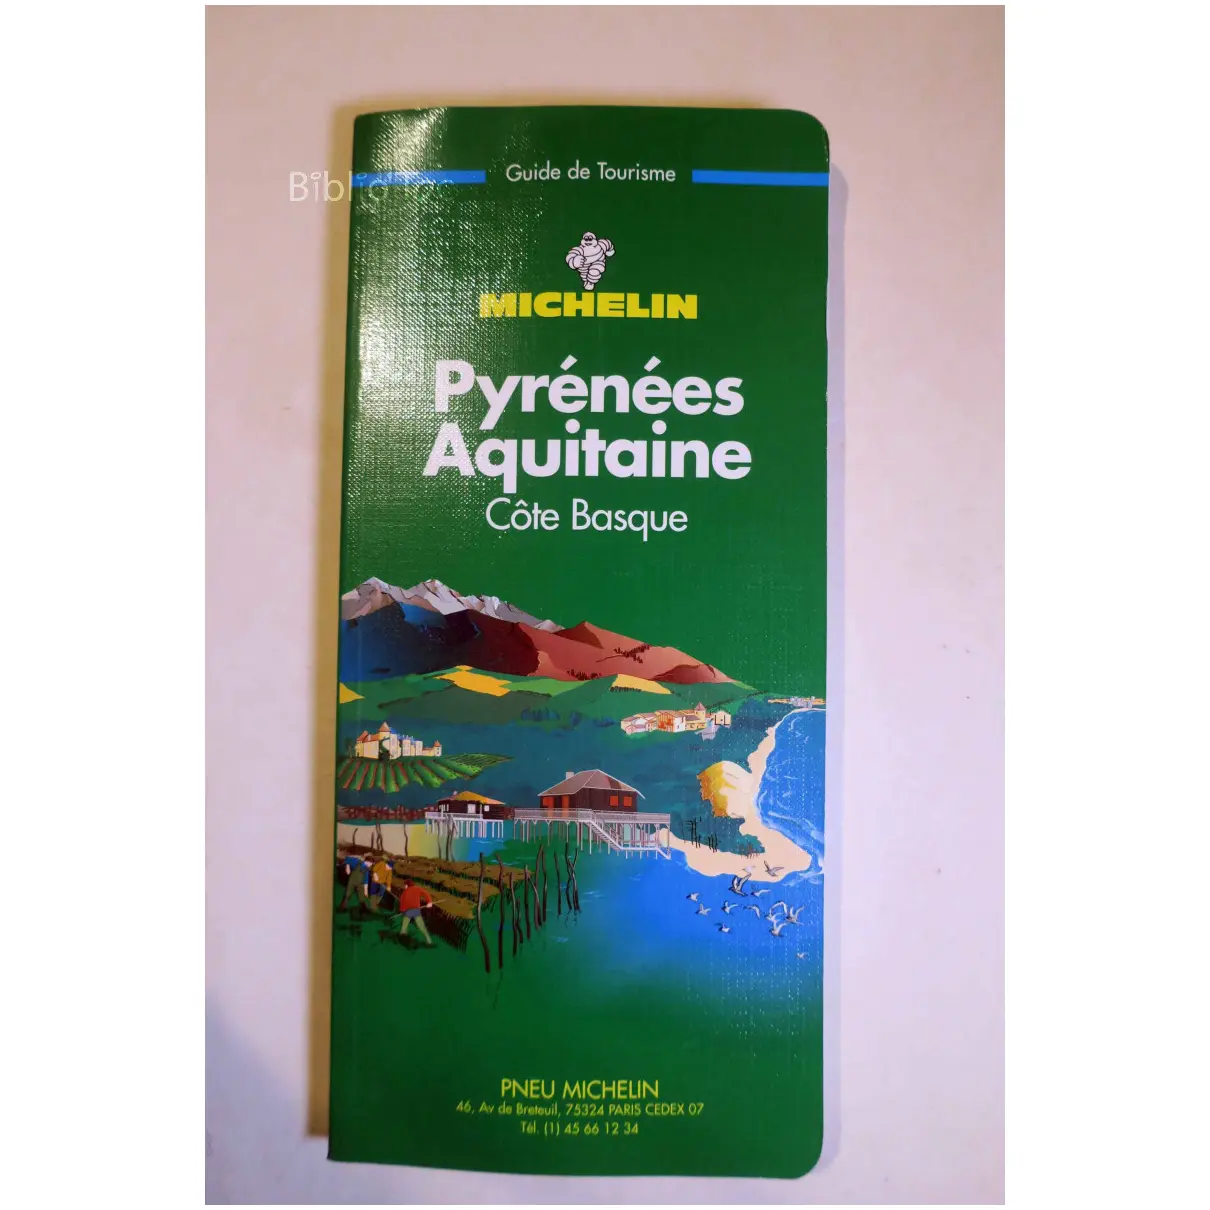 Guide de Tourisme
MICHELIN
Pyrénées
Aquitaine
Côte Basque
PNEU MICHELIN
46, Av de Breteuil, 75324 PARIS CEDEX 07
Tél. (1) 45 66 12 34